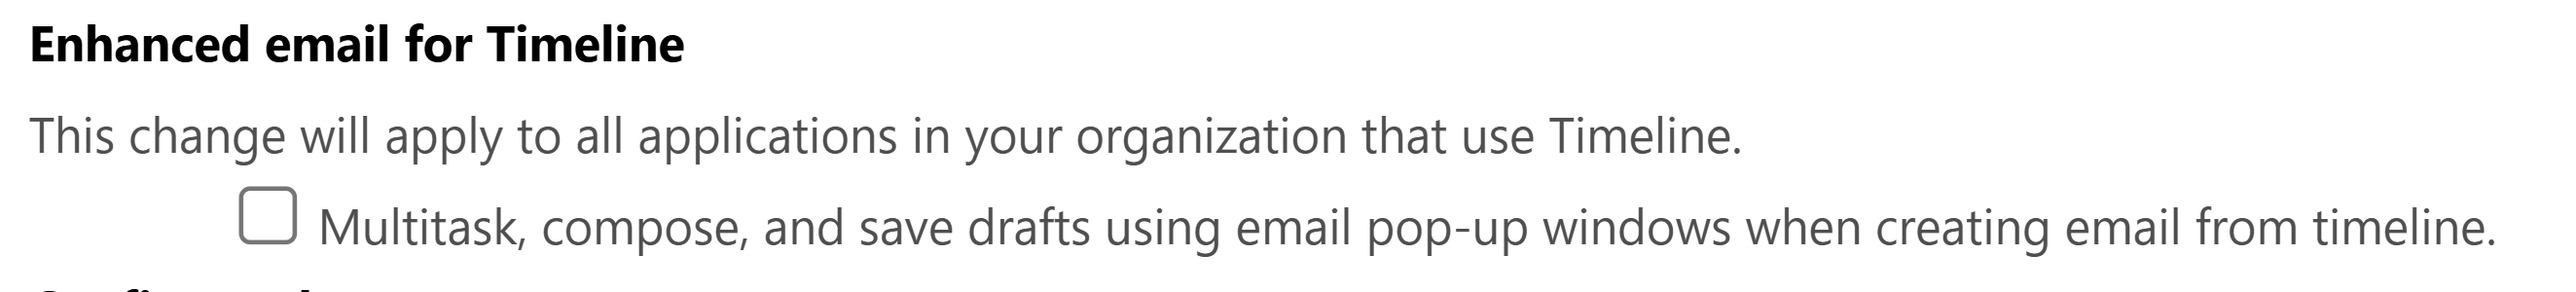 Enhanced email for Timeline
This change will apply to all applications in your organization that use Timeline.
Multitask, compose, and save drafts using email pop-up windows when creating email from timeline.